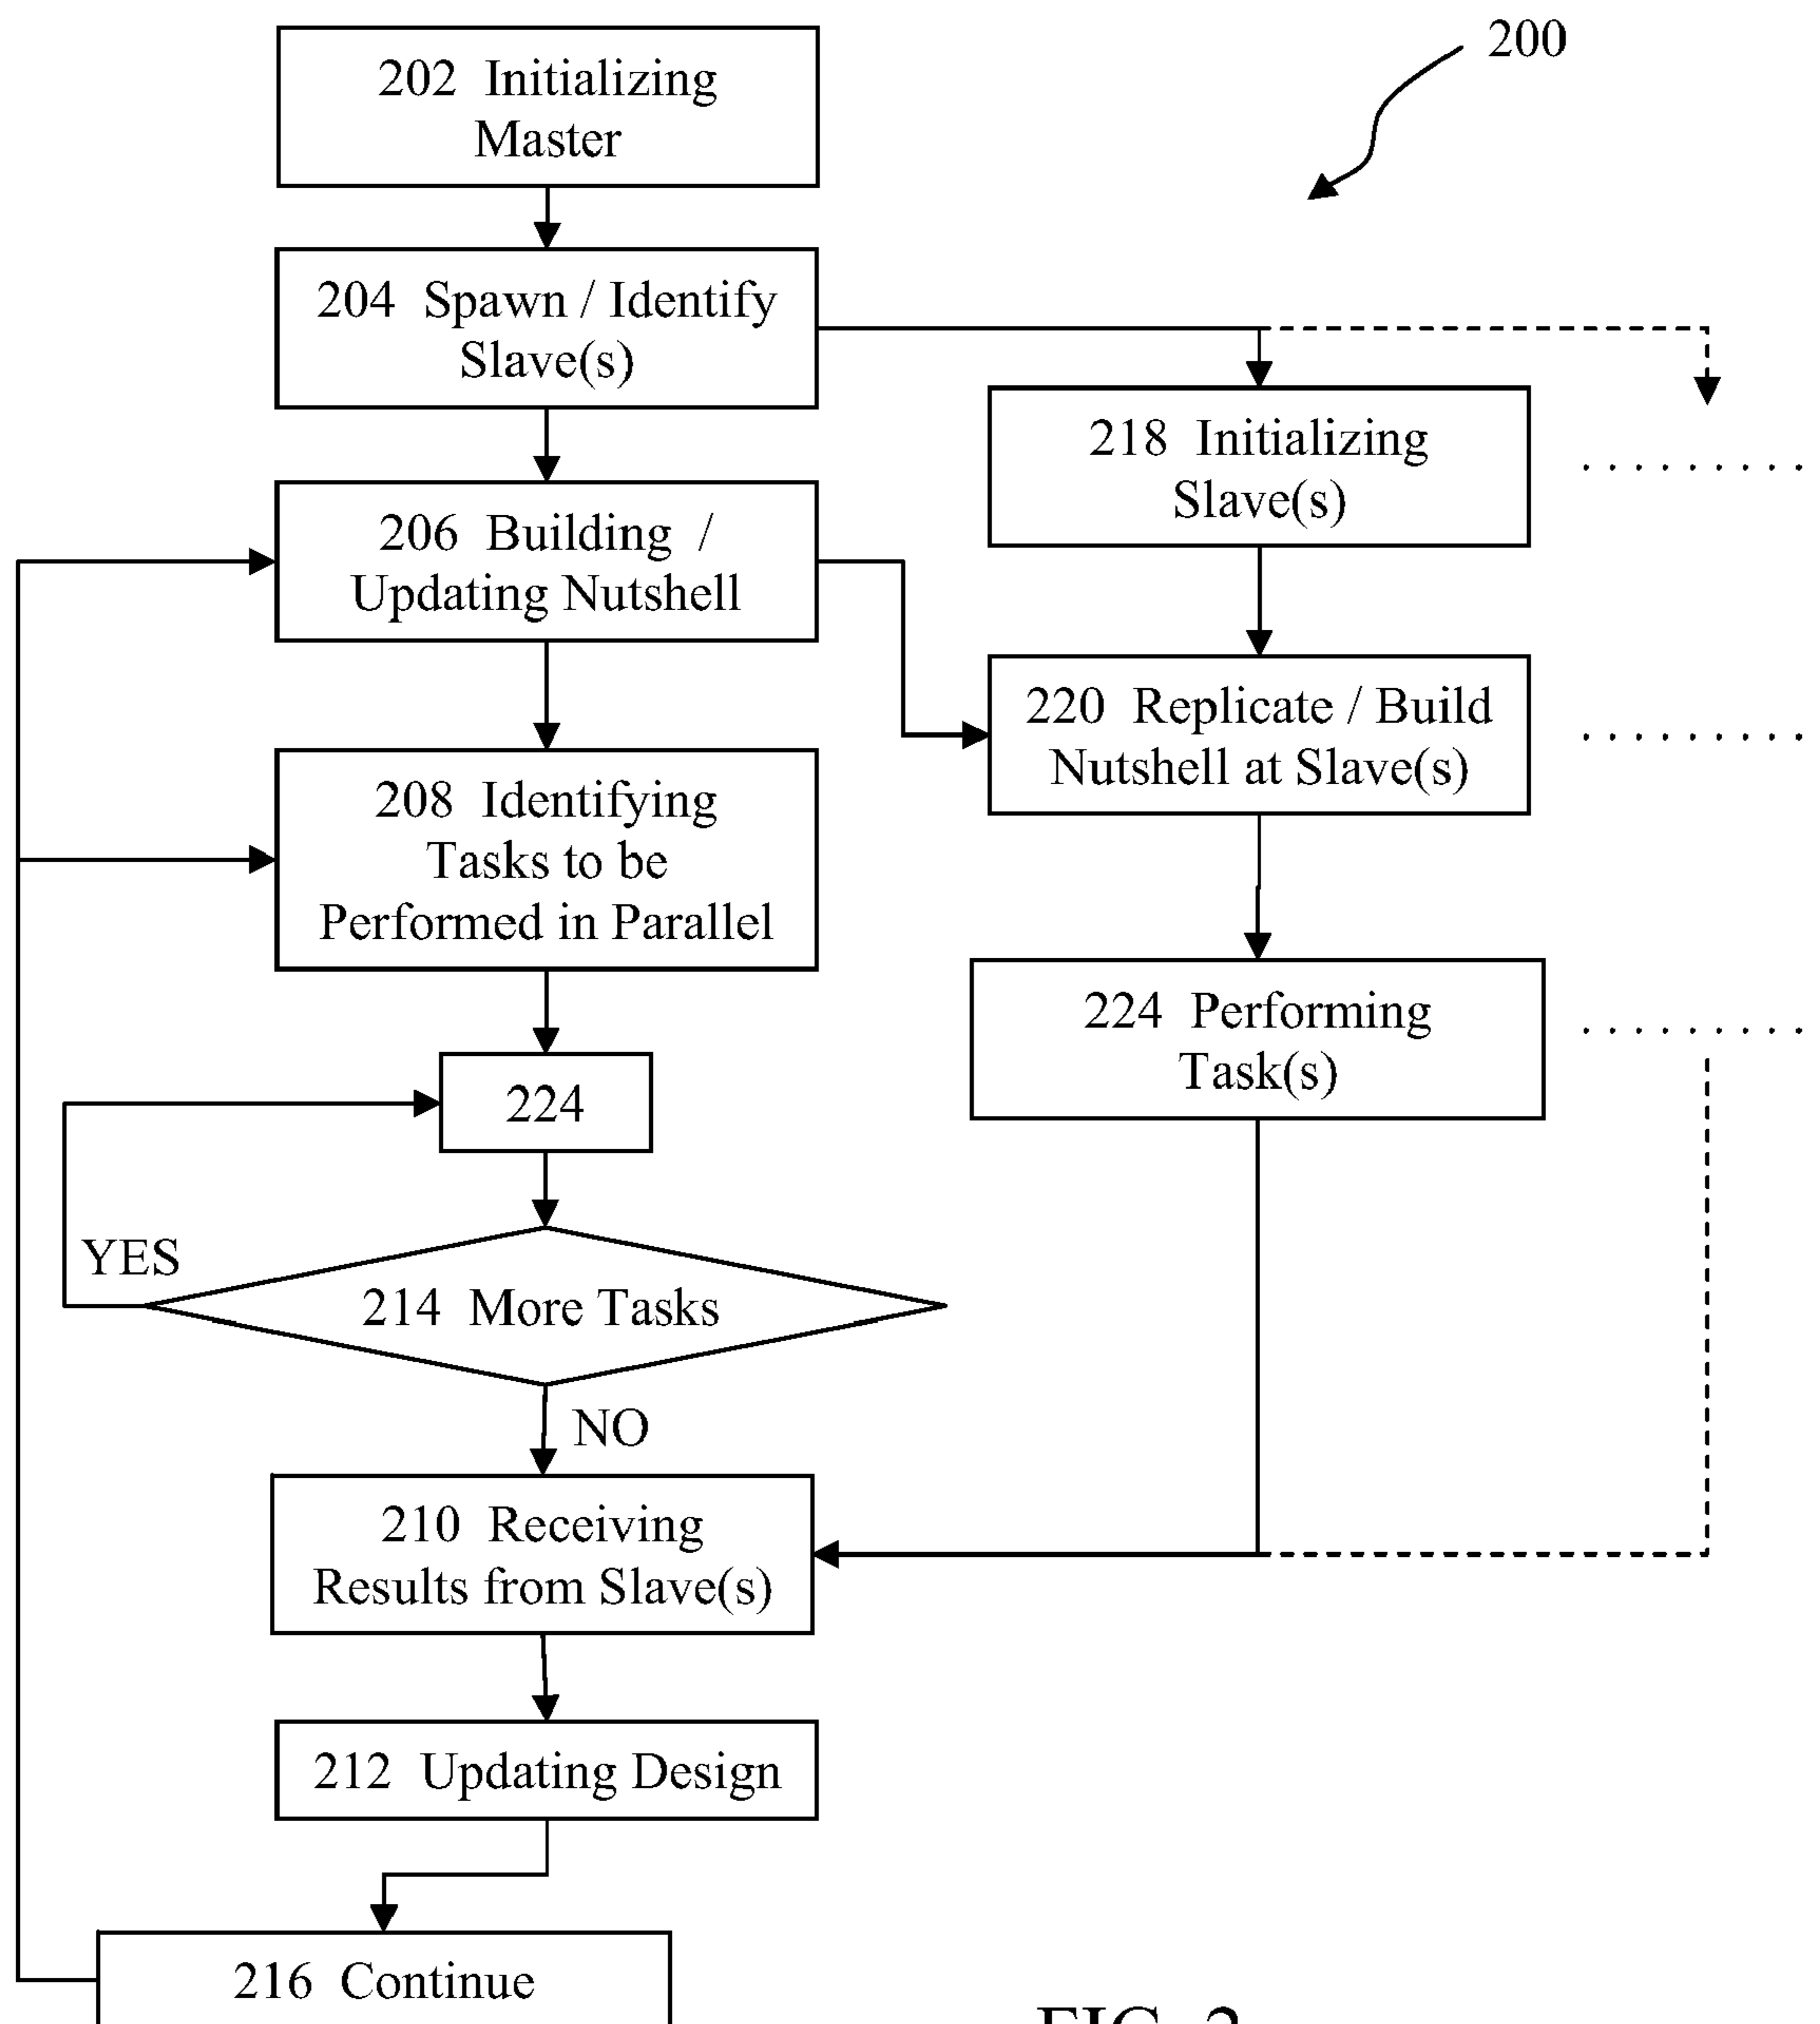 200
202 Initializing
Master
204 Spawn / Identify
Slave(s)
218 Initializing
Slave(s)
206 Building /
Updating Nutshell
220 Replicate / Build
Nutshell at Slave(s)
208 Identifying
Tasks to be
Performed in Parallel
224 Performing
Task(s)
224
YES
214 More Tasks
NO
210 Receiving
Results from Slave(s)
212 Updating Design
216 Continue